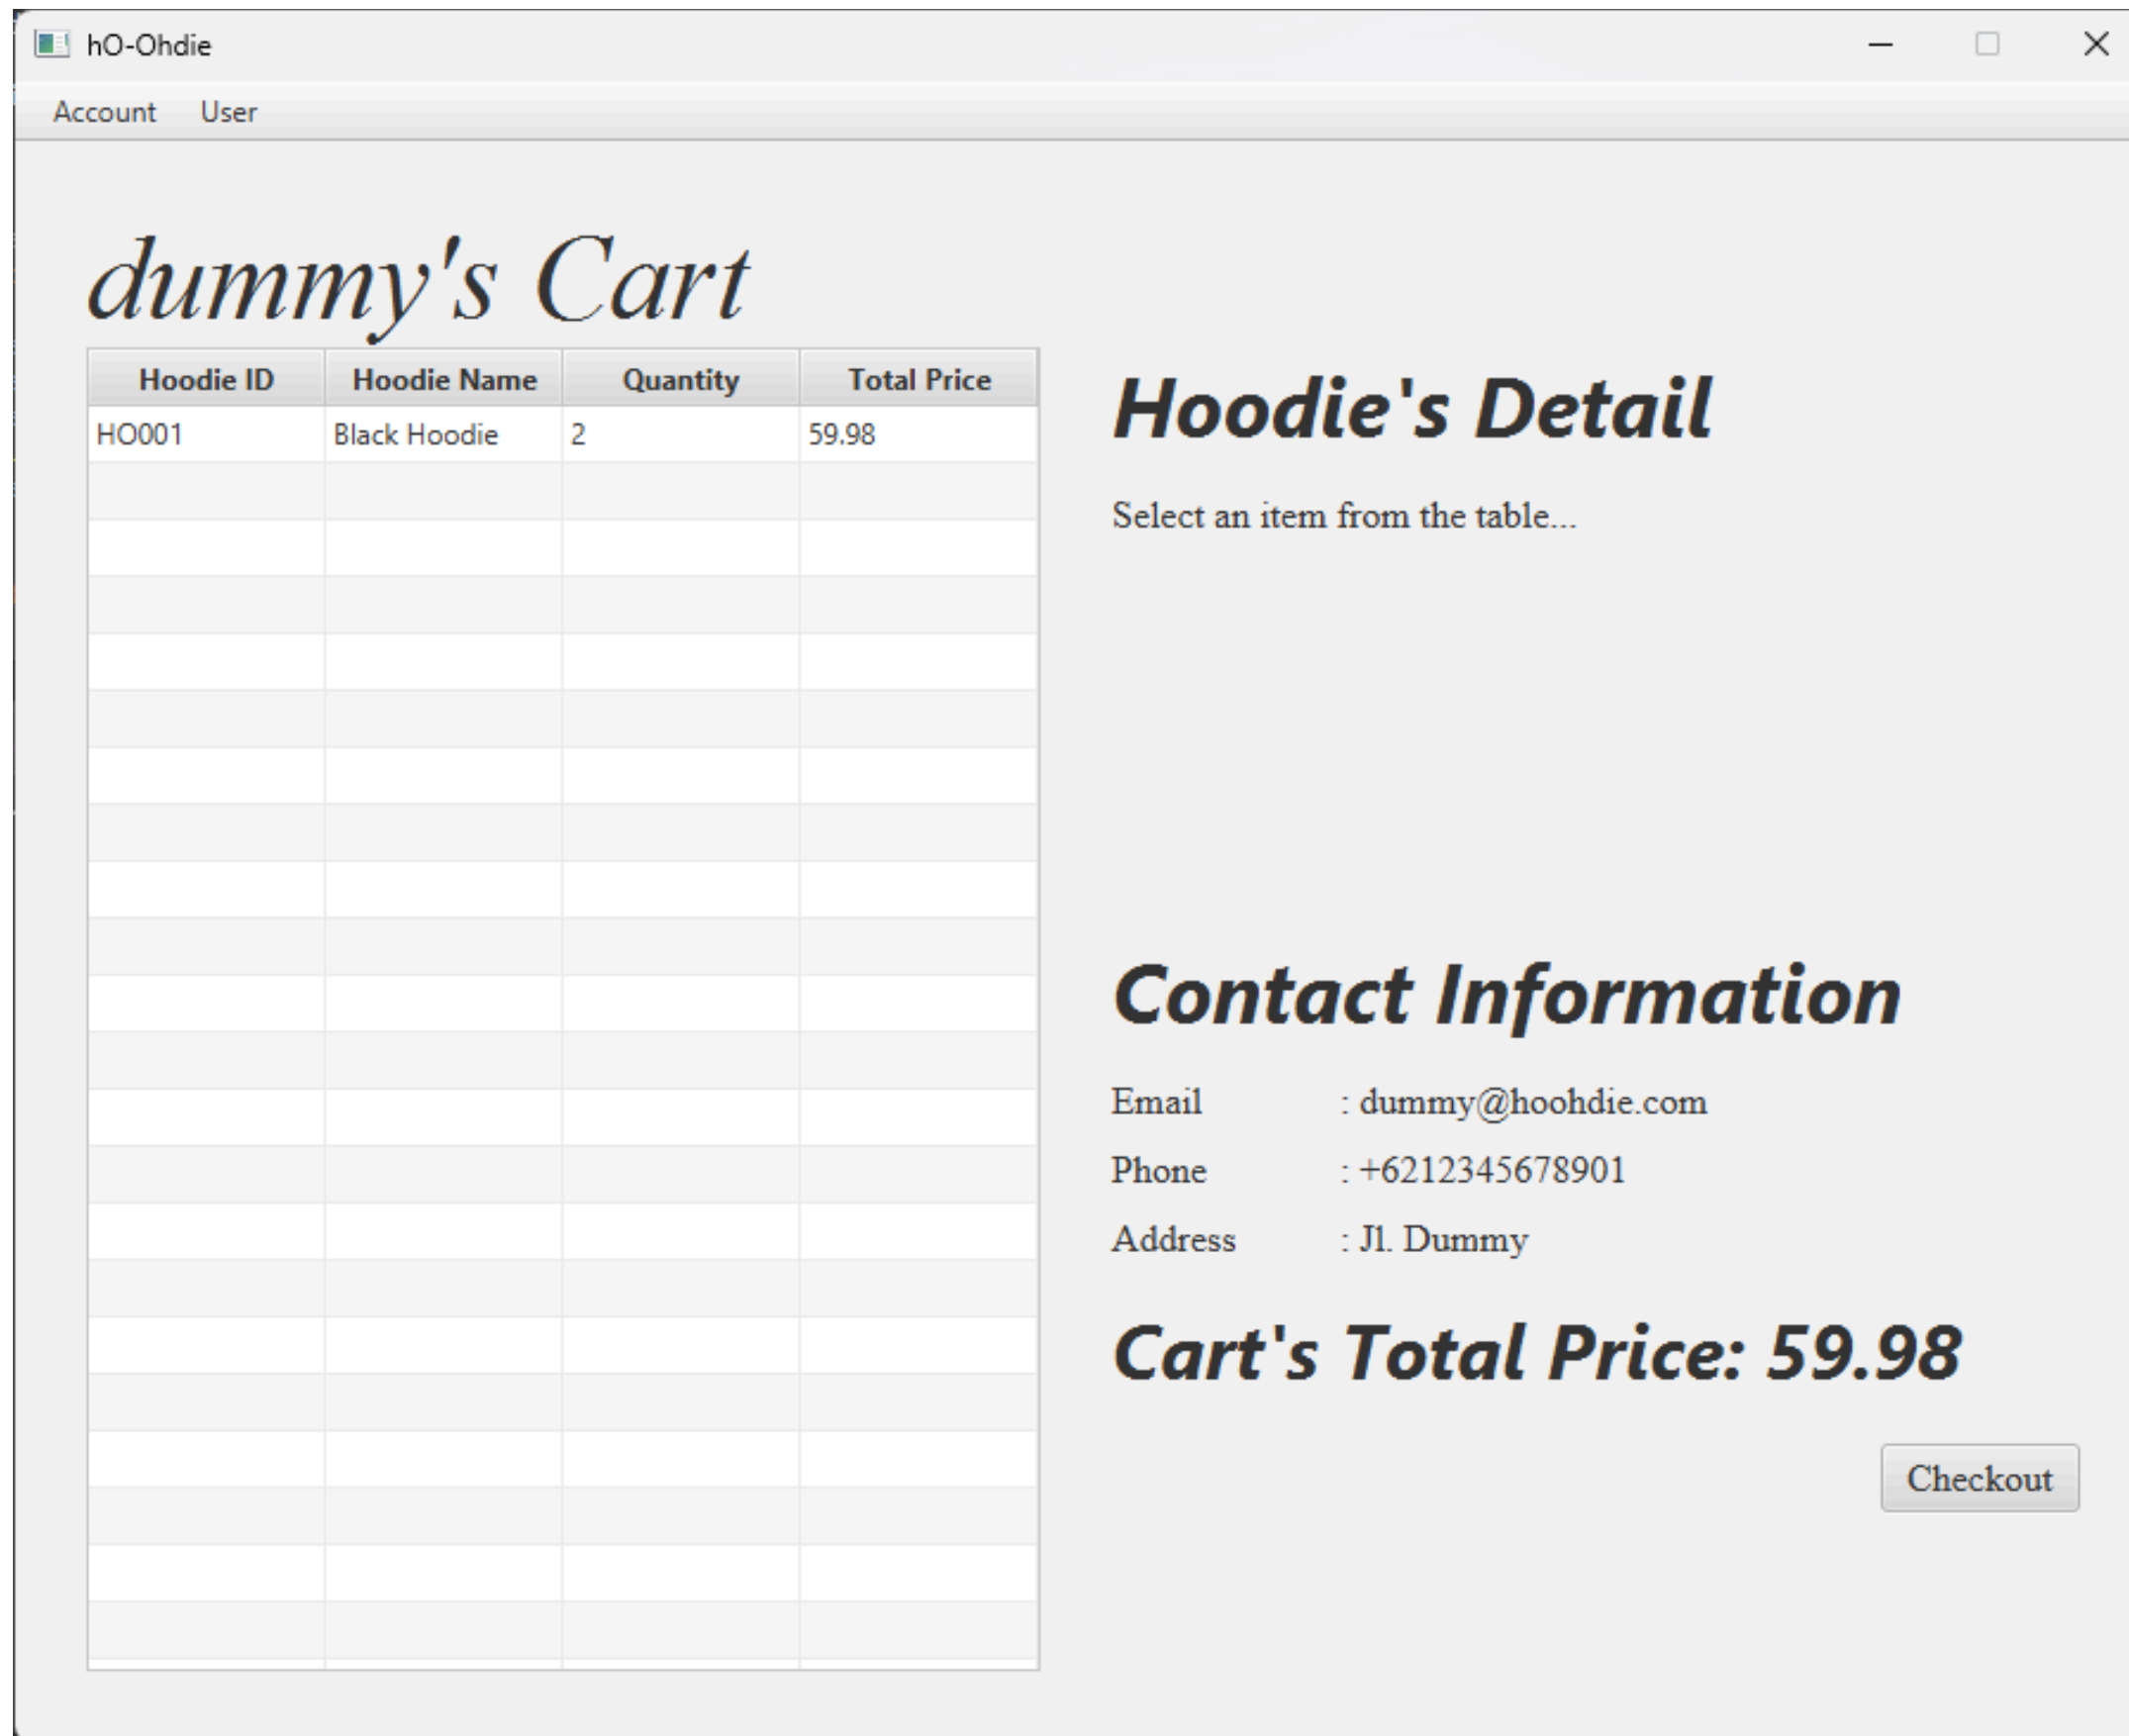 hO-Ohdie
Account User
dummy's Cart
Hoodie ID Hoodie Name Quantity Total Price
HO001 Black Hoodie 2 59.98
Hoodie's Detail
Select an item from the table...
Contact Information
Email : dummy@hoohdie.com
Phone : +6212345678901
Address : Jl. Dummy
Cart's Total Price: 59.98
Checkout